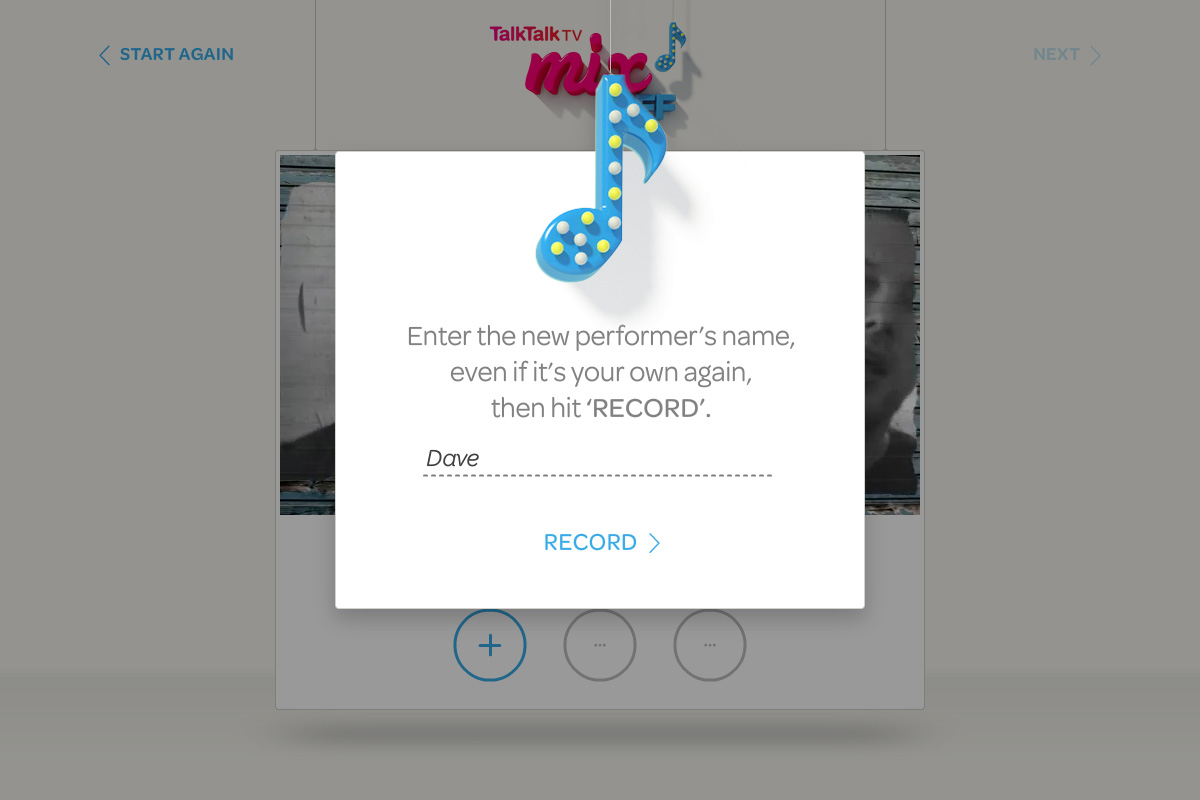 START AGAIN
TalkTalk TV
mix
NEXT
Enter the new performer's name,
even if it's your own again,
then hit ‘RECORD’.
Dave
RECORD